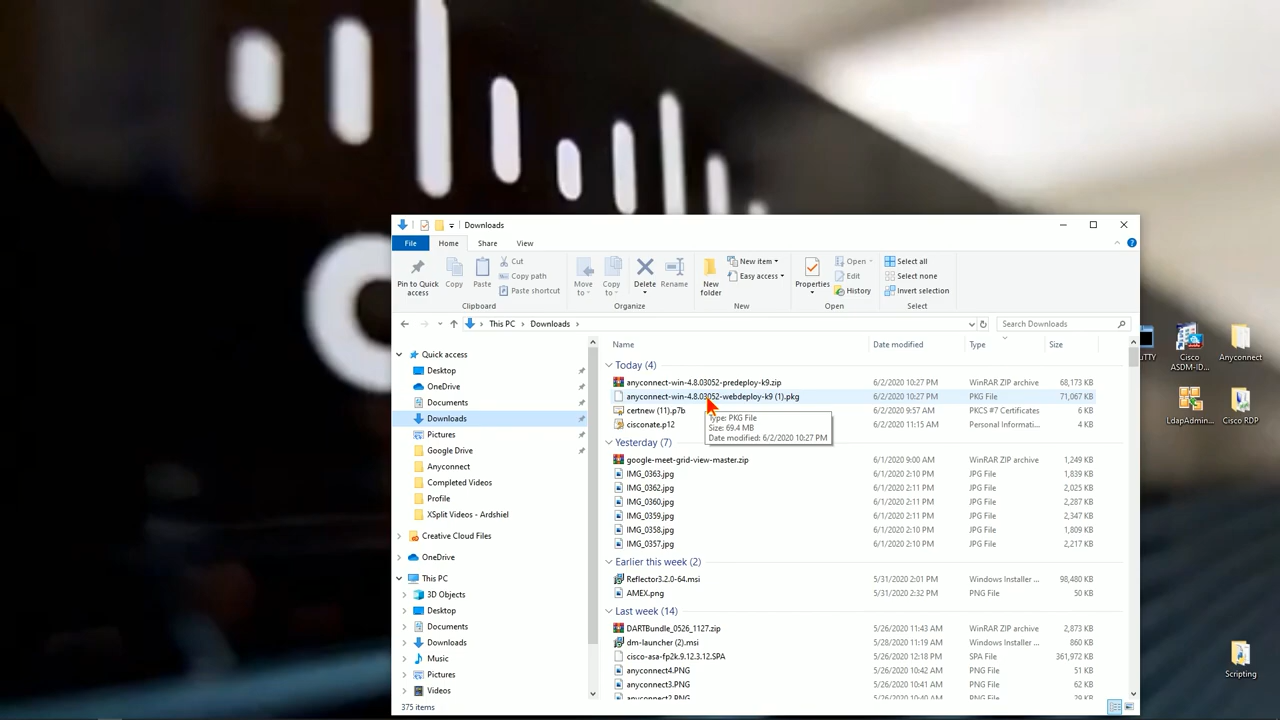 Downloads
File Home Share View
Pin to Quick access
Copy
Paste
Cut
Copy path
Paste shortcut
Clipboard
Move to
Copy to
Delete
Rename
Organize
New folder
New item
Easy access
New
Properties
Open
Edit
History
Open
Select all
Select none
Invert selection
Select
This PC > Downloads >
Search Downloads
Quick access
Desktop
OneDrive
Documents
Downloads
Pictures
Google Drive
Anyconnect
Completed Videos
Profile
XSplit Videos - Ardshiel
Creative Cloud Files
OneDrive
This PC
3D Objects
Desktop
Documents
Downloads
Music
Pictures
Videos
Name Date modified Type Size
Today (4)
anyconnect-win-4.8.03052-predeploy-k9.zip 6/2/2020 10:27 PM WinRAR ZIP archive 68,173 KB
anyconnect-win-4.8.03052-webdeploy-k9 (1).pkg 6/2/2020 10:27 PM PKG File 71,067 KB
certnew (11).p7b 6/2/2020 9:57 AM PKCS #7 Certificates 6 KB
cisconate.p12 6/2/2020 11:15 AM Personal Informati... 4 KB
Type: PKG File
Size: 69.4 MB
Date modified: 6/2/2020 10:27 PM
Yesterday (7)
google-meet-grid-view-master.zip 6/1/2020 9:00 AM WinRAR ZIP archive 1,249 KB
IMG_0363.jpg 6/1/2020 2:10 PM JPG File 1,839 KB
IMG_0362.jpg 6/1/2020 2:11 PM JPG File 2,025 KB
IMG_0360.jpg 6/1/2020 2:11 PM JPG File 2,287 KB
IMG_0359.jpg 6/1/2020 2:11 PM JPG File 2,347 KB
IMG_0358.jpg 6/1/2020 2:10 PM JPG File 1,809 KB
IMG_0357.jpg 6/1/2020 2:10 PM JPG File 2,217 KB
Earlier this week (2)
Reflector3.2.0-64.msi 5/31/2020 2:01 PM Windows Installer ... 98,480 KB
AMEX.png 5/31/2020 2:32 PM PNG File 50 KB
Last week (14)
DARTBundle_0526_1127.zip 5/26/2020 11:43 AM WinRAR ZIP archive 2,873 KB
dm-launcher (2).msi 5/28/2020 11:19 AM Windows Installer ... 860 KB
cisco-asa-fp2k.9.12.3.12.SPA 5/26/2020 12:18 PM SPA File 361,972 KB
anyconnect4.PNG 5/26/2020 10:42 AM PNG File 51 KB
anyconnect3.PNG 5/26/2020 10:41 AM PNG File 62 KB
anyconnect2.PNG 5/26/2020 10:40 AM PNG File 29 KB
375 items
Cisco ASDM-ID...
Anyconnect
LdapAdmin...
Cisco RDP
Scripting